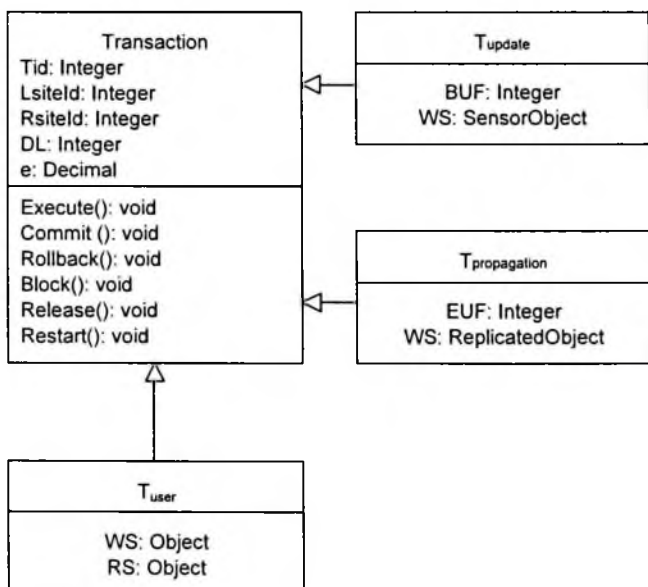 Transaction
Tid: Integer
LsiteId: Integer
RsiteId: Integer
DL: Integer
e: Decimal
Execute(): void
Commit (): void
Rollback(): void
Block(): void
Release(): void
Restart(): void
Tupdate
BUF: Integer
WS: SensorObject
Tpropagation
EUF: Integer
WS: ReplicatedObject
Tuser
WS: Object
RS: Object